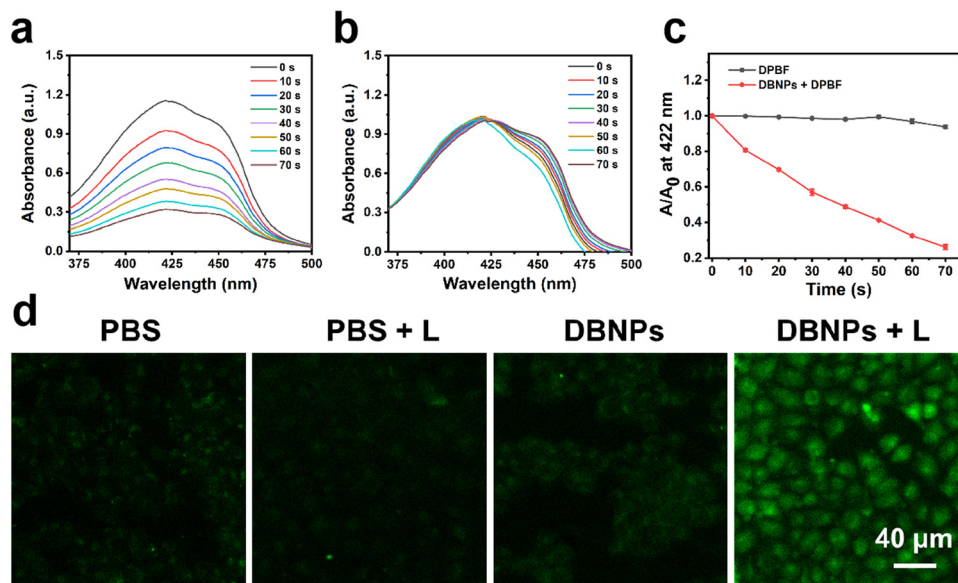 a
1.5
1.2
0.9
0.6
0.3
0.0
Absorbance (a.u.)
375 400 425 450 475 500
Wavelength (nm)
0 s
10 s
20 s
30 s
40 s
50 s
60 s
70 s
b
1.5
1.2
0.9
0.6
0.3
0.0
Absorbance (a.u.)
375 400 425 450 475 500
Wavelength (nm)
0 s
10 s
20 s
30 s
40 s
50 s
60 s
70 s
c
1.4
1.2
1.0
0.8
0.6
0.4
0.2
A/A0 at 422 nm
0 10 20 30 40 50 60 70
Time (s)
DPBF
DBNPs + DPBF
d
PBS
PBS + L
DBNPs
DBNPs + L
40 μm